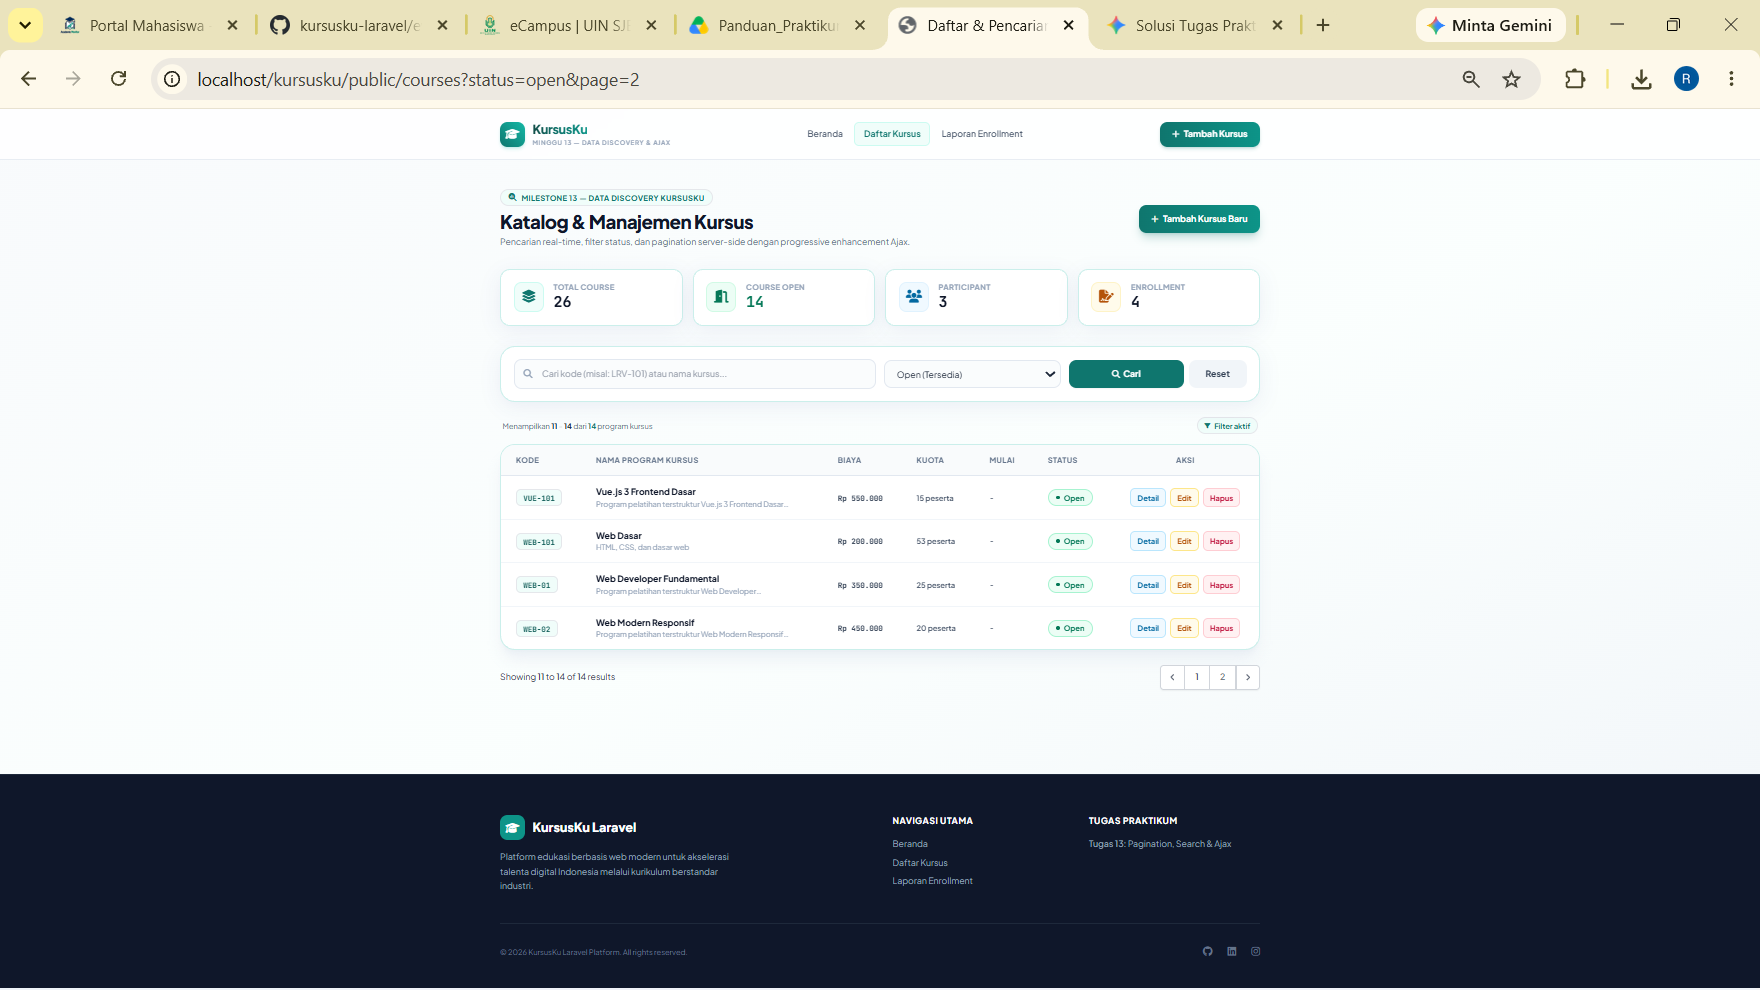 Portal Mahasiswa
kursusku-laravel/e
eCampus | UIN SJ
Panduan_Praktiku
Daftar & Pencaria
Solusi Tugas Prakt
Minta Gemini
localhost/kursusku/public/courses?status=open&page=2
R
KursusKu
MINGGU 13 — DATA DISCOVERY & AJAX
Beranda
Daftar Kursus
Laporan Enrollment
+ Tambah Kursus
MILESTONE 13 — DATA DISCOVERY KURSUSKU
Katalog & Manajemen Kursus
Pencarian real-time, filter status, dan pagination server-side dengan progressive enhancement Ajax.
+ Tambah Kursus Baru
TOTAL COURSE
26
COURSE OPEN
14
PARTICIPANT
3
ENROLLMENT
4
Cari kode (misal: LRV-101) atau nama kursus...
Open (Tersedia)
Cari
Reset
Menampilkan 11 - 14 dari 14 program kursus
Filter aktif
KODE NAMA PROGRAM KURSUS BIAYA KUOTA MULAI STATUS AKSI
VUE-101 Vue.js 3 Frontend Dasar Rp 550.000 15 peserta - Open Detail Edit Hapus
Program pelatihan terstruktur Vue.js 3 Frontend Dasar...
WEB-101 Web Dasar Rp 200.000 53 peserta - Open Detail Edit Hapus
HTML, CSS, dan dasar web
WEB-01 Web Developer Fundamental Rp 350.000 25 peserta - Open Detail Edit Hapus
Program pelatihan terstruktur Web Developer...
WEB-02 Web Modern Responsif Rp 450.000 20 peserta - Open Detail Edit Hapus
Program pelatihan terstruktur Web Modern Responsif...
Showing 11 to 14 of 14 results
‹ 1 2 ›
KursusKu Laravel
Platform edukasi berbasis web modern untuk akselerasi
talenta digital Indonesia melalui kurikulum berstandar
industri.
NAVIGASI UTAMA
Beranda
Daftar Kursus
Laporan Enrollment
TUGAS PRAKTIKUM
Tugas 13: Pagination, Search & Ajax
© 2026 KursusKu Laravel Platform. All rights reserved.